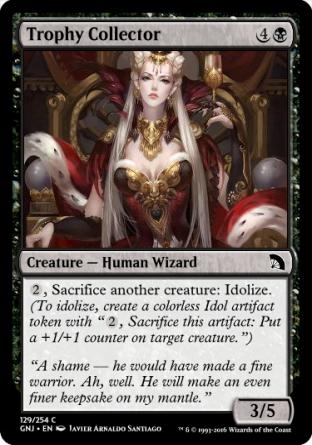 Trophy Collector 4
Creature — Human Wizard
2, Sacrifice another creature: Idolize.
(To idolize, create a colorless Idol artifact
token with “2, Sacrifice this artifact: Put
a +1/+1 counter on target creature.”)
“A shame — he would have made a fine
warrior. Ah, well. He will make an even
finer keepsake on my mantle.”
3/5
129/254 C
GNJ • EN Javier Arnaldo Santiago
™ & © 1993-2016 Wizards of the Coast